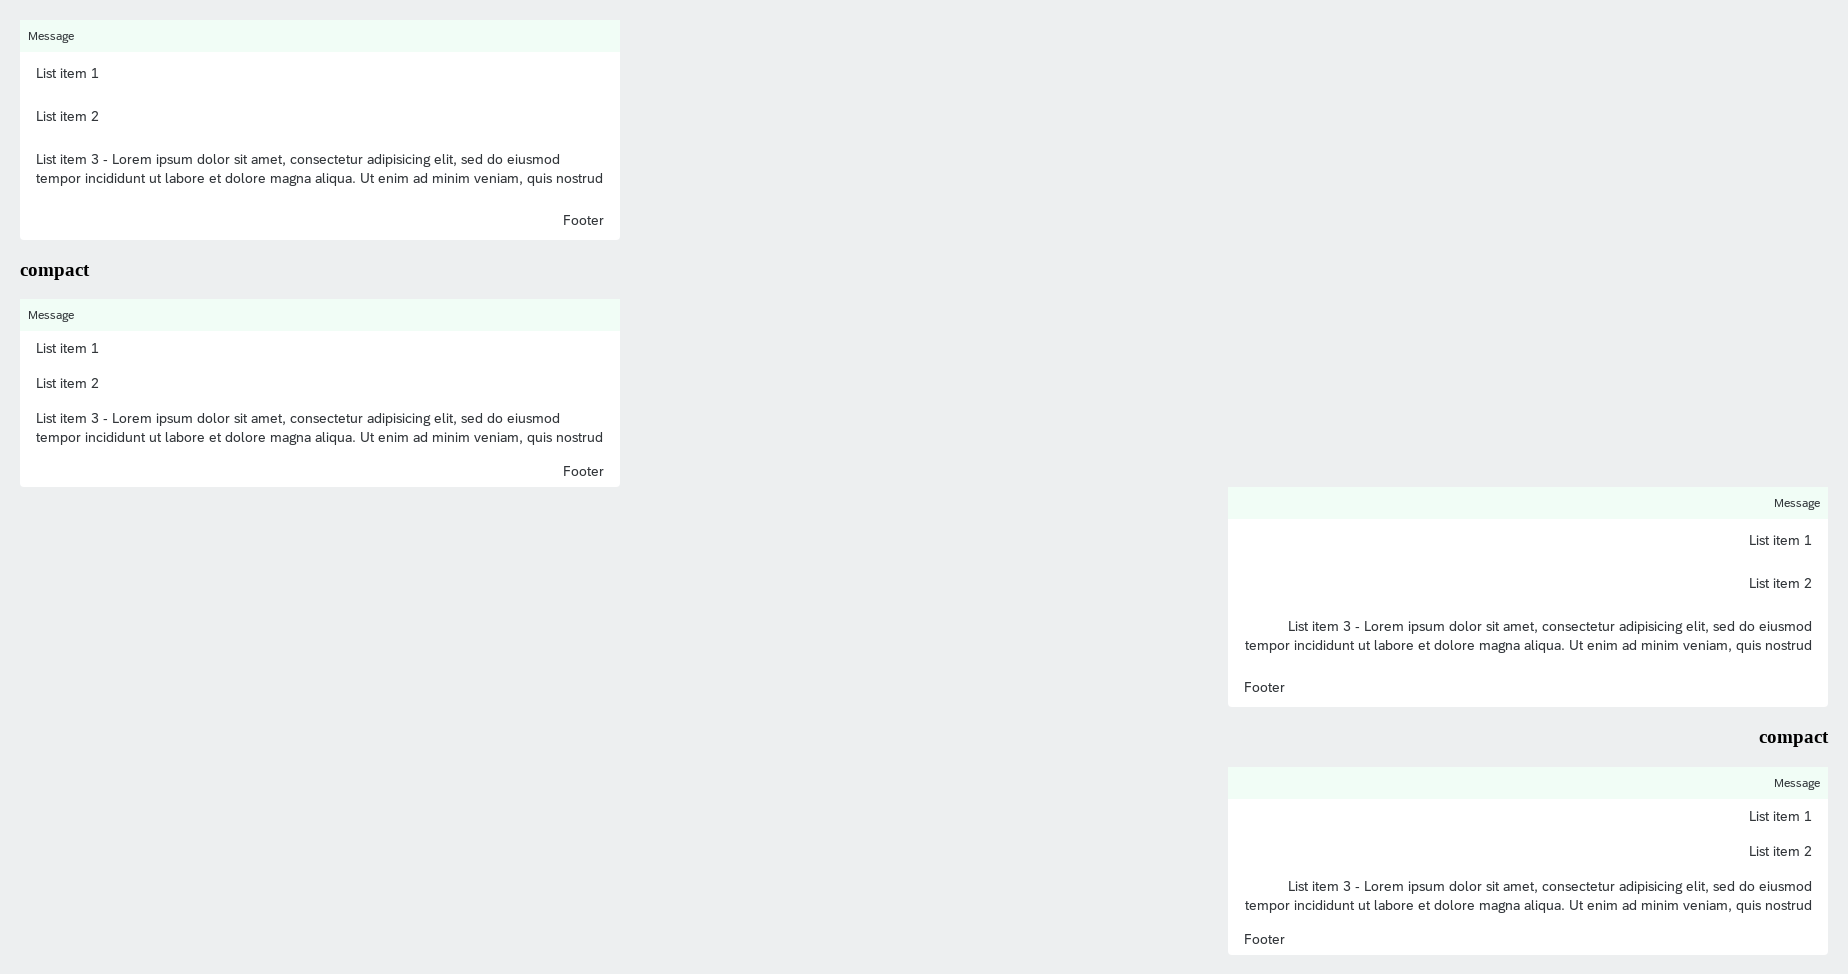 Message
List item 1
List item 2
List item 3 - Lorem ipsum dolor sit amet, consectetur adipisicing elit, sed do eiusmod
tempor incididunt ut labore et dolore magna aliqua. Ut enim ad minim veniam, quis nostrud
Footer
compact
Message
List item 1
List item 2
List item 3 - Lorem ipsum dolor sit amet, consectetur adipisicing elit, sed do eiusmod
tempor incididunt ut labore et dolore magna aliqua. Ut enim ad minim veniam, quis nostrud
Footer
Message
List item 1
List item 2
List item 3 - Lorem ipsum dolor sit amet, consectetur adipisicing elit, sed do eiusmod
tempor incididunt ut labore et dolore magna aliqua. Ut enim ad minim veniam, quis nostrud
Footer
compact
Message
List item 1
List item 2
List item 3 - Lorem ipsum dolor sit amet, consectetur adipisicing elit, sed do eiusmod
tempor incididunt ut labore et dolore magna aliqua. Ut enim ad minim veniam, quis nostrud
Footer